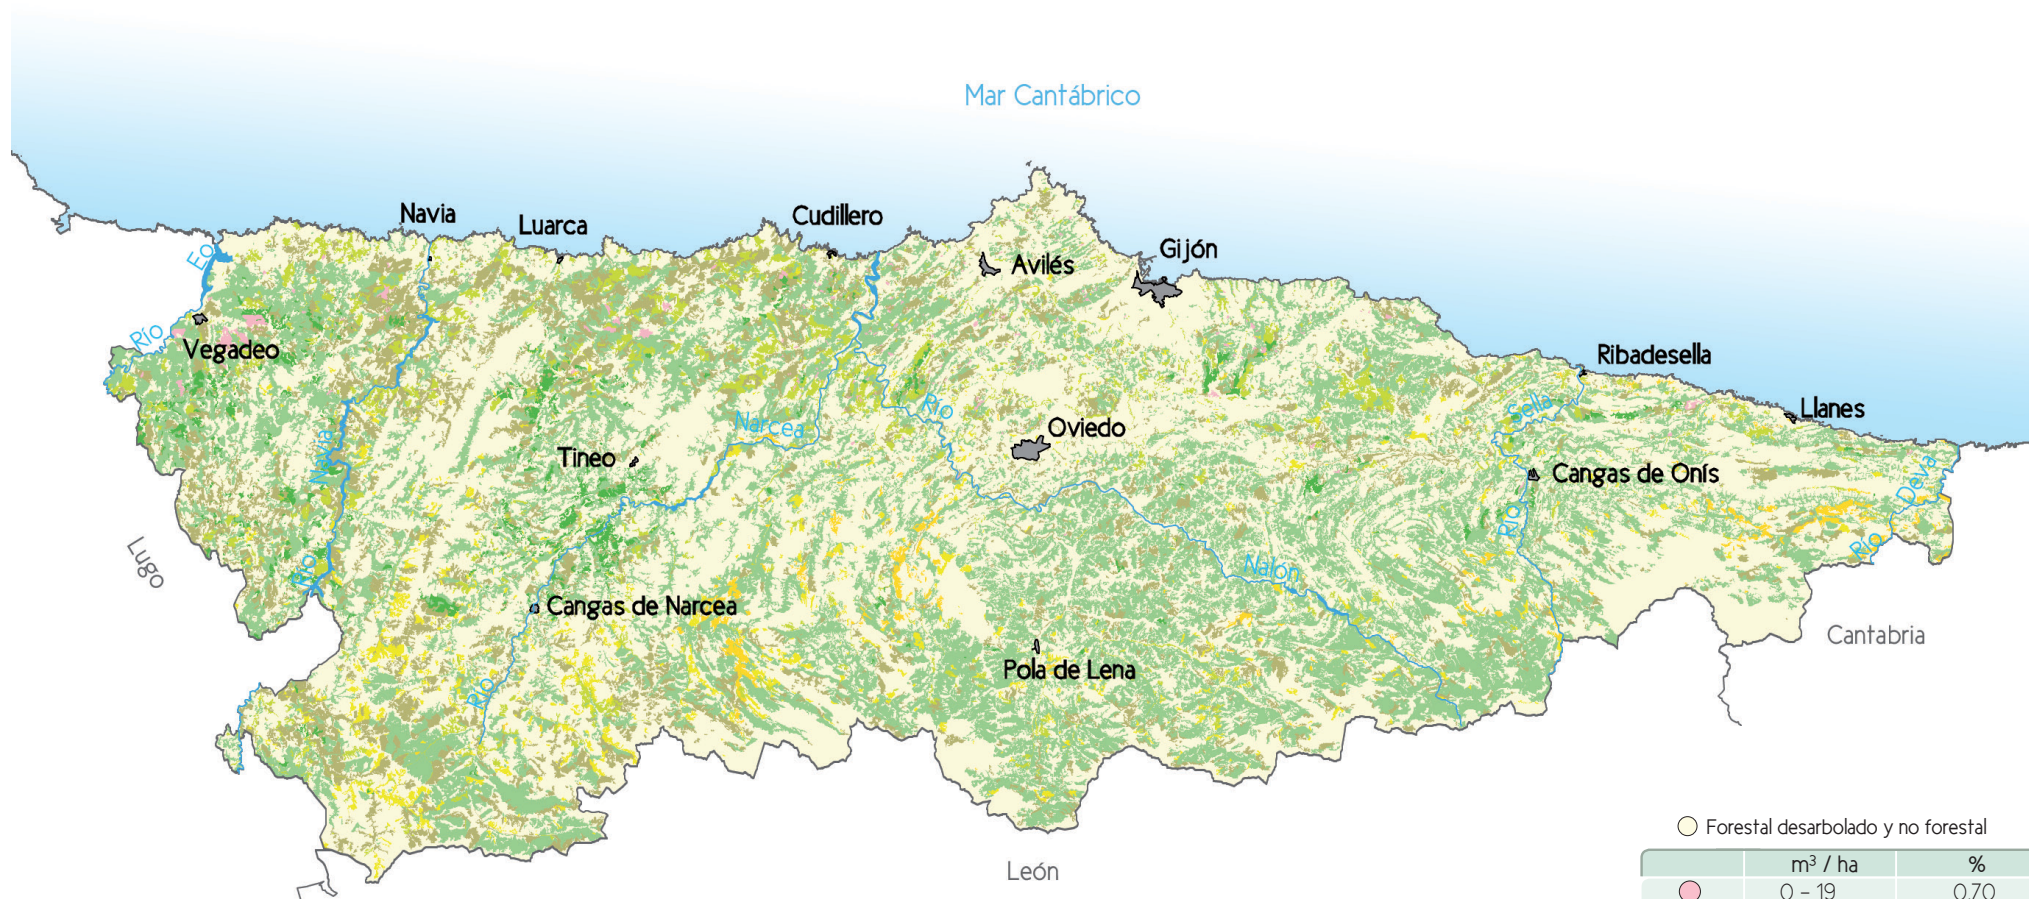 Mar Cantábrico
Navia
Luarca
Cudillero
Avilés
Gijón
Eo
Río
Vegadeo
Ribadesella
Llanes
Sella
Río
Narcea
Oviedo
Tineo
Navia
Cangas de Onís
Deva
Río
Río
Lugo
Río
Nalón
Cangas de Narcea
Pola de Lena
Río
Cantabria
León
Forestal desarbolado y no forestal
m³ / ha %
0 - 19 0,70